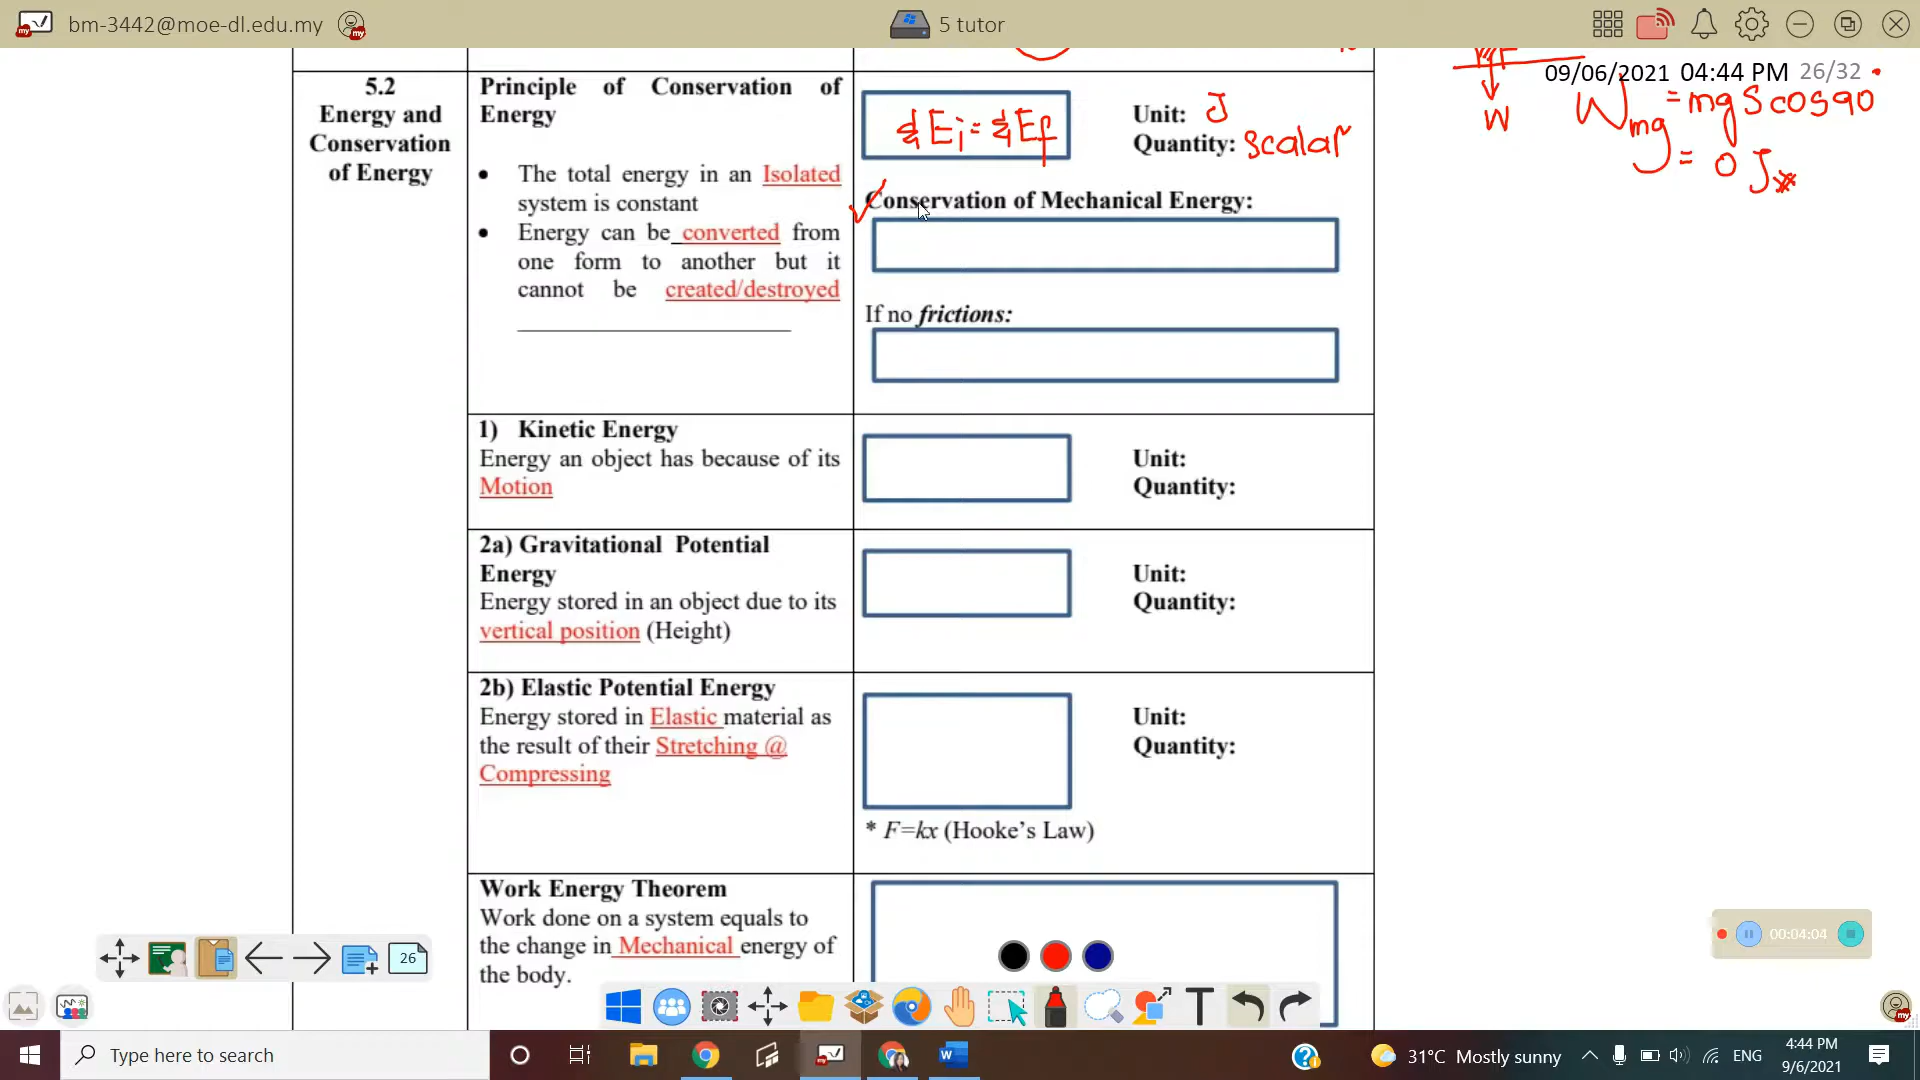 bm-3442@moe-dl.edu.my
5 tutor
09/06/2021 04:44 PM 26/32
W
Wmg = mg s cos 90
= 0 J
5.2
Energy and
Conservation
of Energy
Principle of Conservation of
Energy
• The total energy in an Isolated
system is constant
• Energy can be converted from
one form to another but it
cannot be created/destroyed
ΣEi = ΣEf
Unit: J
Quantity: scalar
Conservation of Mechanical Energy:
If no frictions:
1) Kinetic Energy
Energy an object has because of its
Motion
Unit:
Quantity:
2a) Gravitational Potential
Energy
Energy stored in an object due to its
vertical position (Height)
Unit:
Quantity:
2b) Elastic Potential Energy
Energy stored in Elastic material as
the result of their Stretching @
Compressing
Unit:
Quantity:
* F=kx (Hooke's Law)
Work Energy Theorem
Work done on a system equals to
the change in Mechanical energy of
the body.
00:04:04
26
T
Type here to search
31°C Mostly sunny
ENG
4:44 PM
9/6/2021